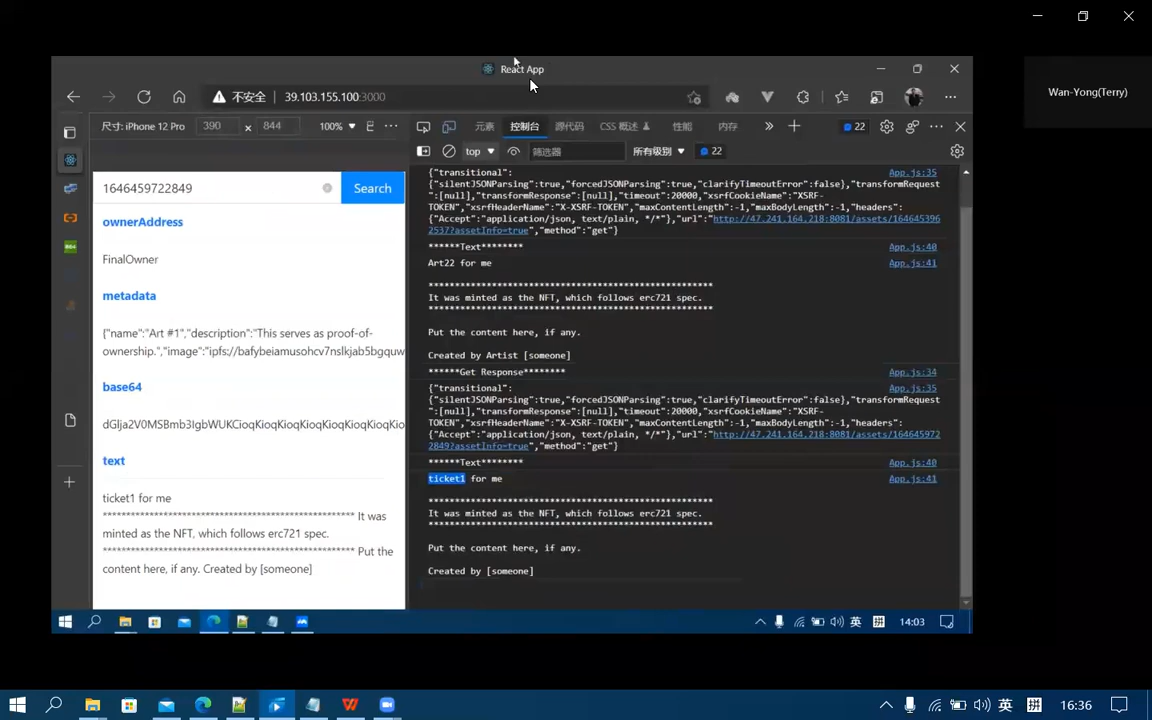 React App
Wan-Yong(Terry)
不安全 39.103.155.100:3000
尺寸: iPhone 12 Pro 390 × 844 100%
元素 控制台 源代码 CSS 概述 性能 内存 22
top 筛选器 所有级别 22
1646459722849 Search
ownerAddress
FinalOwner
metadata
{"name":"Art #1","description":"This serves as proof-of-
ownership.","image":"ipfs://bafybeiamusohcv7nslkjab5bgquw
base64
dGlja2V0MSBmb3IgbWUKCioqKioqKioqKioqKioqKioqKioqKio
text
ticket1 for me
**************************************************** It was
minted as the NFT, which follows erc721 spec.
**************************************************** Put the
content here, if any. Created by [someone]
{"transitional":
{"silentJSONParsing":true,"forcedJSONParsing":true,"clarifyTimeoutError":false},"transformRequest
":[null],"transformResponse":[null],"timeout":20000,"xsrfCookieName":"XSRF-
TOKEN","xsrfHeaderName":"X-XSRF-TOKEN","maxContentLength":-1,"maxBodyLength":-1,"headers":
{"Accept":"application/json, text/plain, */*"},"url":"http://47.241.164.218:8081/assets/164645396
2537?assetInfo=true","method":"get"}
App.js:35
******Text********
App.js:40
Art22 for me
App.js:41
****************************************************
It was minted as the NFT, which follows erc721 spec.
****************************************************
Put the content here, if any.
Created by Artist [someone]
******Get Response********
App.js:34
{"transitional":
App.js:35
{"silentJSONParsing":true,"forcedJSONParsing":true,"clarifyTimeoutError":false},"transformRequest
":[null],"transformResponse":[null],"timeout":20000,"xsrfCookieName":"XSRF-
TOKEN","xsrfHeaderName":"X-XSRF-TOKEN","maxContentLength":-1,"maxBodyLength":-1,"headers":
{"Accept":"application/json, text/plain, */*"},"url":"http://47.241.164.218:8081/assets/164645972
2849?assetInfo=true","method":"get"}
******Text********
App.js:40
ticket1 for me
App.js:41
****************************************************
It was minted as the NFT, which follows erc721 spec.
****************************************************
Put the content here, if any.
Created by [someone]
英 拼 14:03
英 拼 16:36